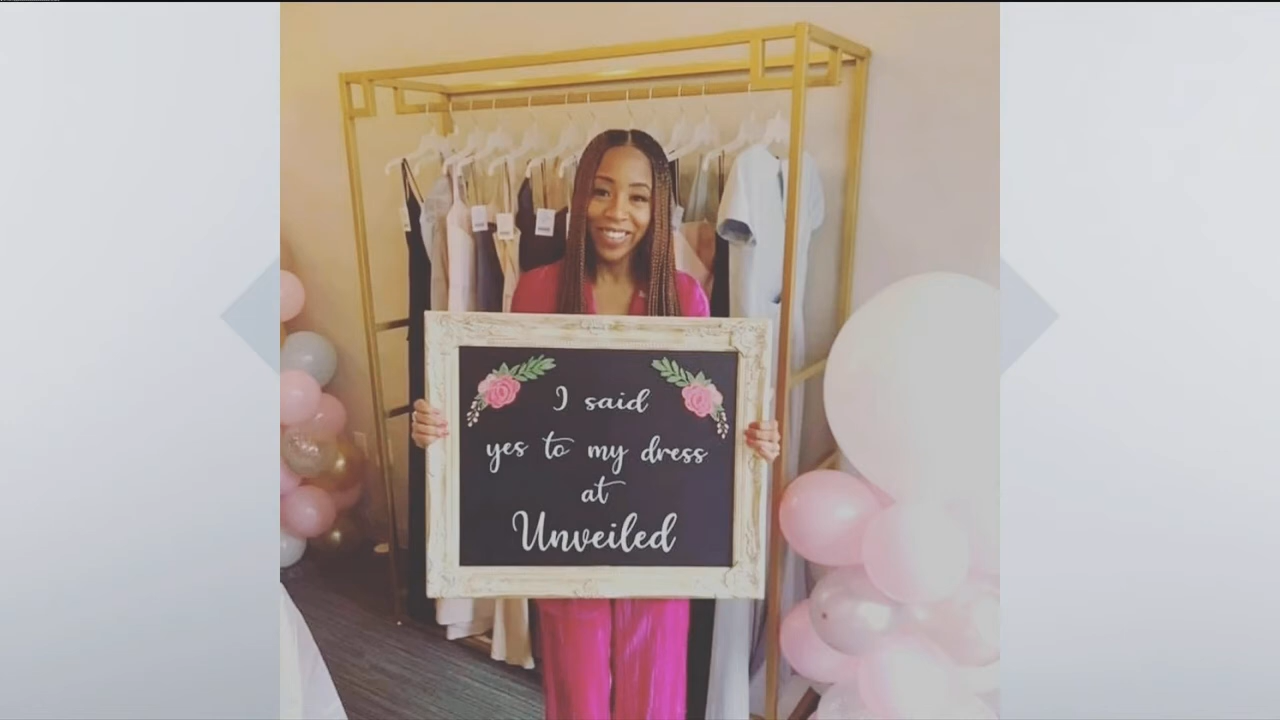 I said
yes to my dress
at
Unveiled